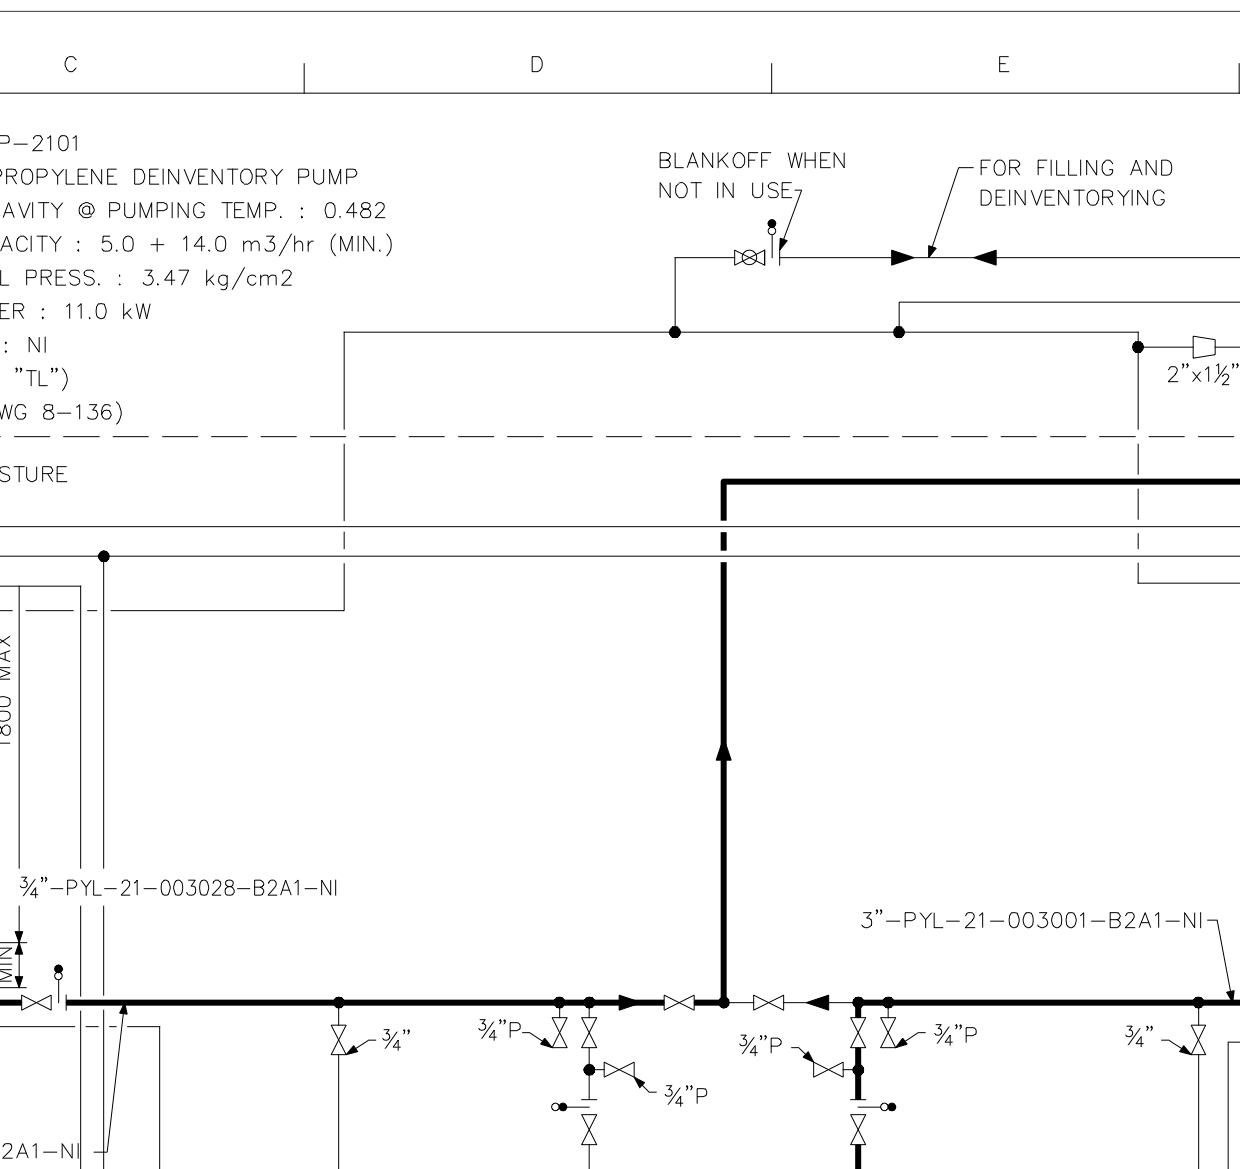 C
D
E
P-2101
PROPYLENE DEINVENTORY PUMP
AVITY @ PUMPING TEMP. : 0.482
ACITY : 5.0 + 14.0 m3/hr (MIN.)
L PRESS. : 3.47 kg/cm2
ER : 11.0 kW
: NI
"TL")
WG 8-136)
STURE
BLANKOFF WHEN
NOT IN USE
FOR FILLING AND
DEINVENTORYING
2"x1½"
1800 MAX
¾"-PYL-21-003028-B2A1-NI
3"-PYL-21-003001-B2A1-NI
MIN
¾"
¾"P
¾"P
¾"P
¾"P
¾"
2A1-NI